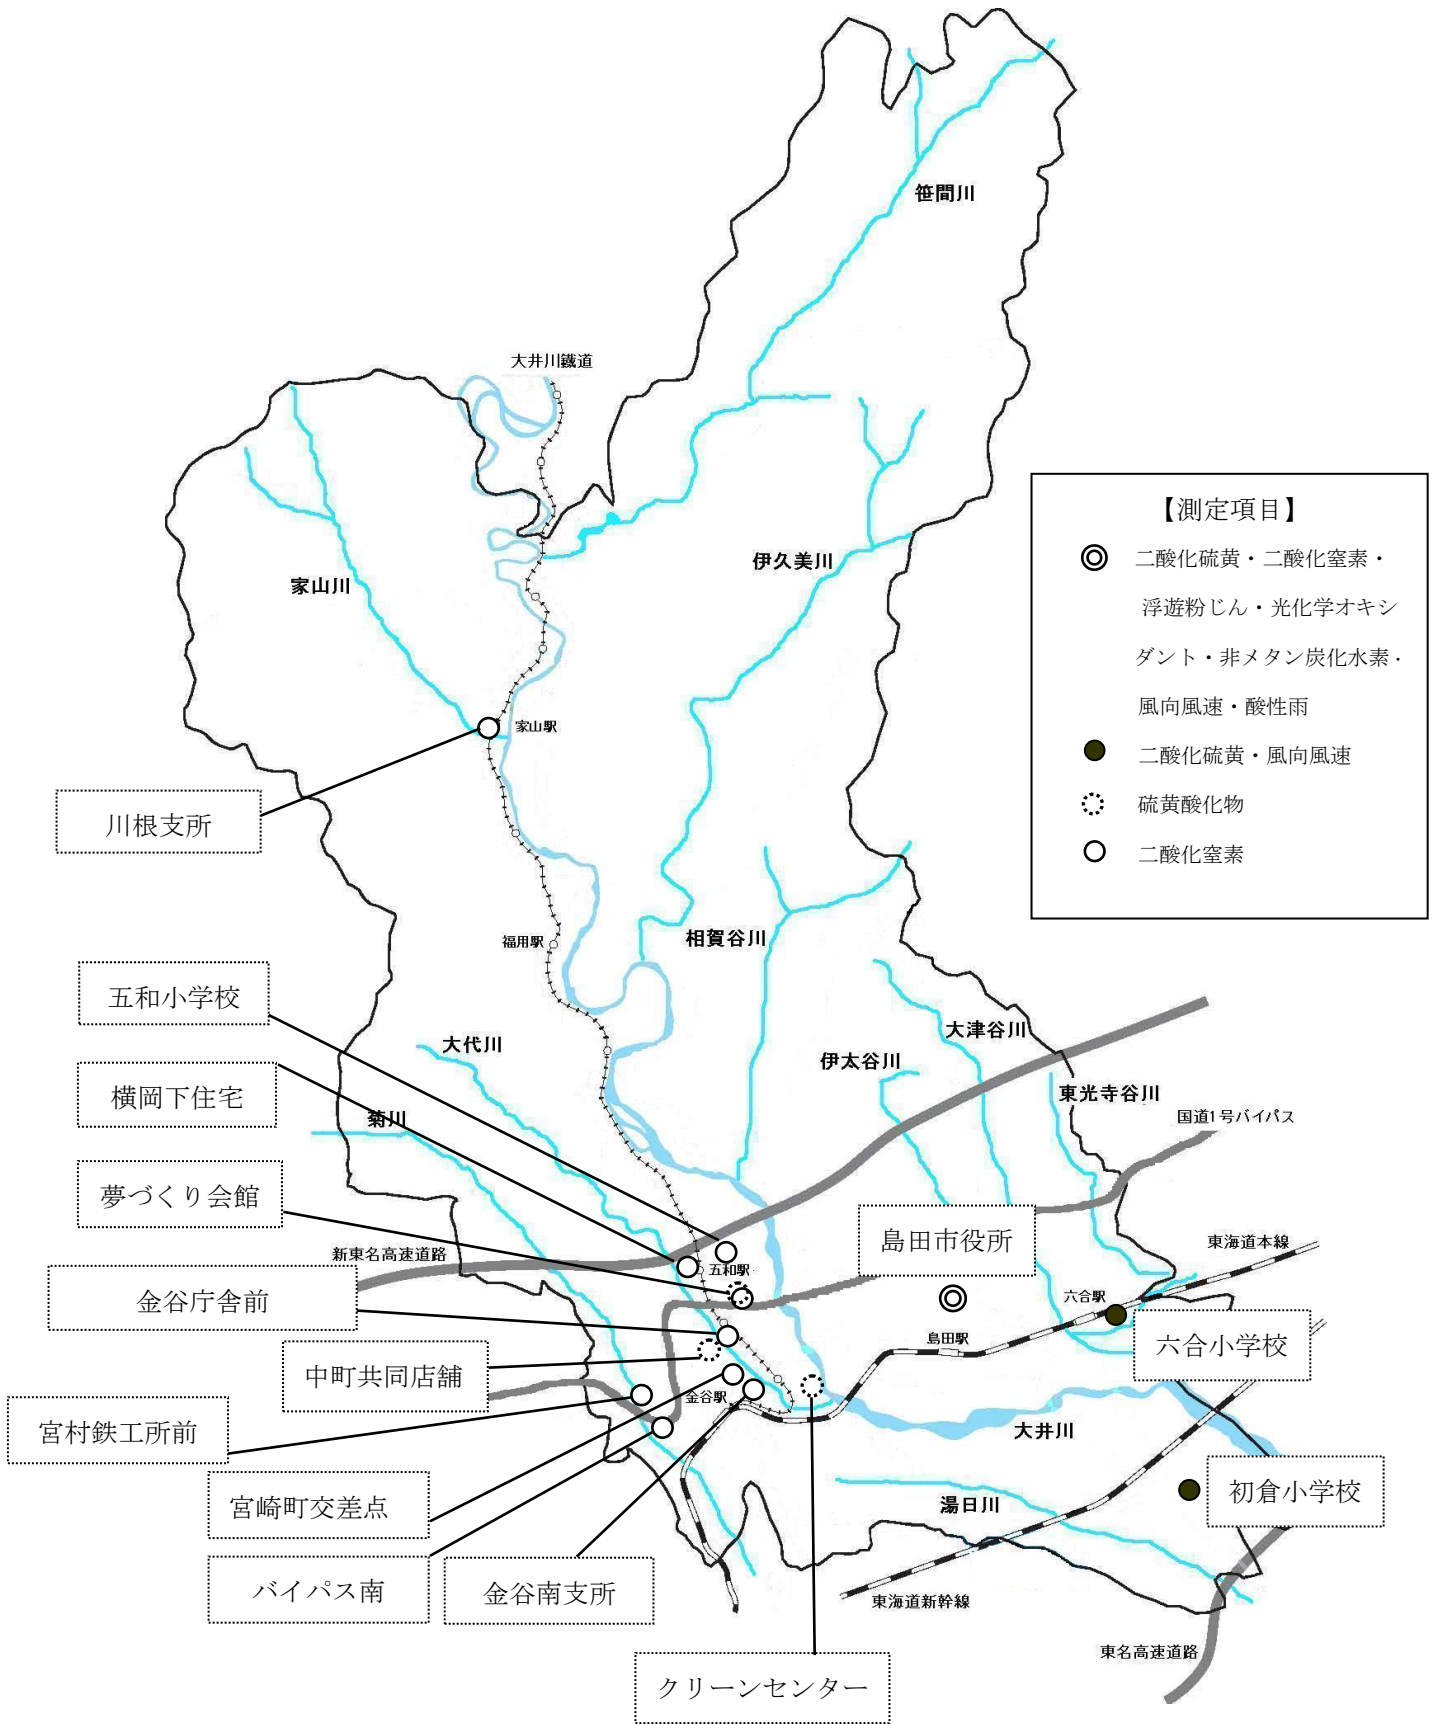 笹間川
大井川鐵道
【測定項目】
二酸化硫黄・二酸化窒素・
浮遊粉じん・光化学オキシ
ダント・非メタン炭化水素・
風向風速・酸性雨
二酸化硫黄・風向風速
硫黄酸化物
二酸化窒素
伊久美川
家山川
家山駅
川根支所
相賀谷川
福用駅
五和小学校
大津谷川
大代川
伊太谷川
横岡下住宅
東光寺谷川
菊川
国道1号バイパス
夢づくり会館
島田市役所
新東名高速道路
東海道本線
五和駅
金谷庁舎前
六合駅
島田駅
六合小学校
中町共同店舗
金谷駅
宮村鉄工所前
大井川
初倉小学校
宮崎町交差点
湯日川
バイパス南
金谷南支所
東海道新幹線
東名高速道路
クリーンセンター